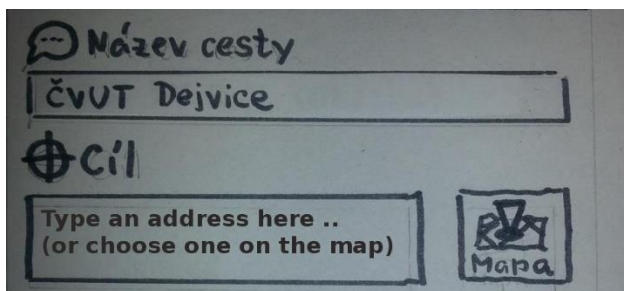 Název cesty
ČVUT Dejvice
Cíl
Type an address here ..
(or choose one on the map)
Mapa